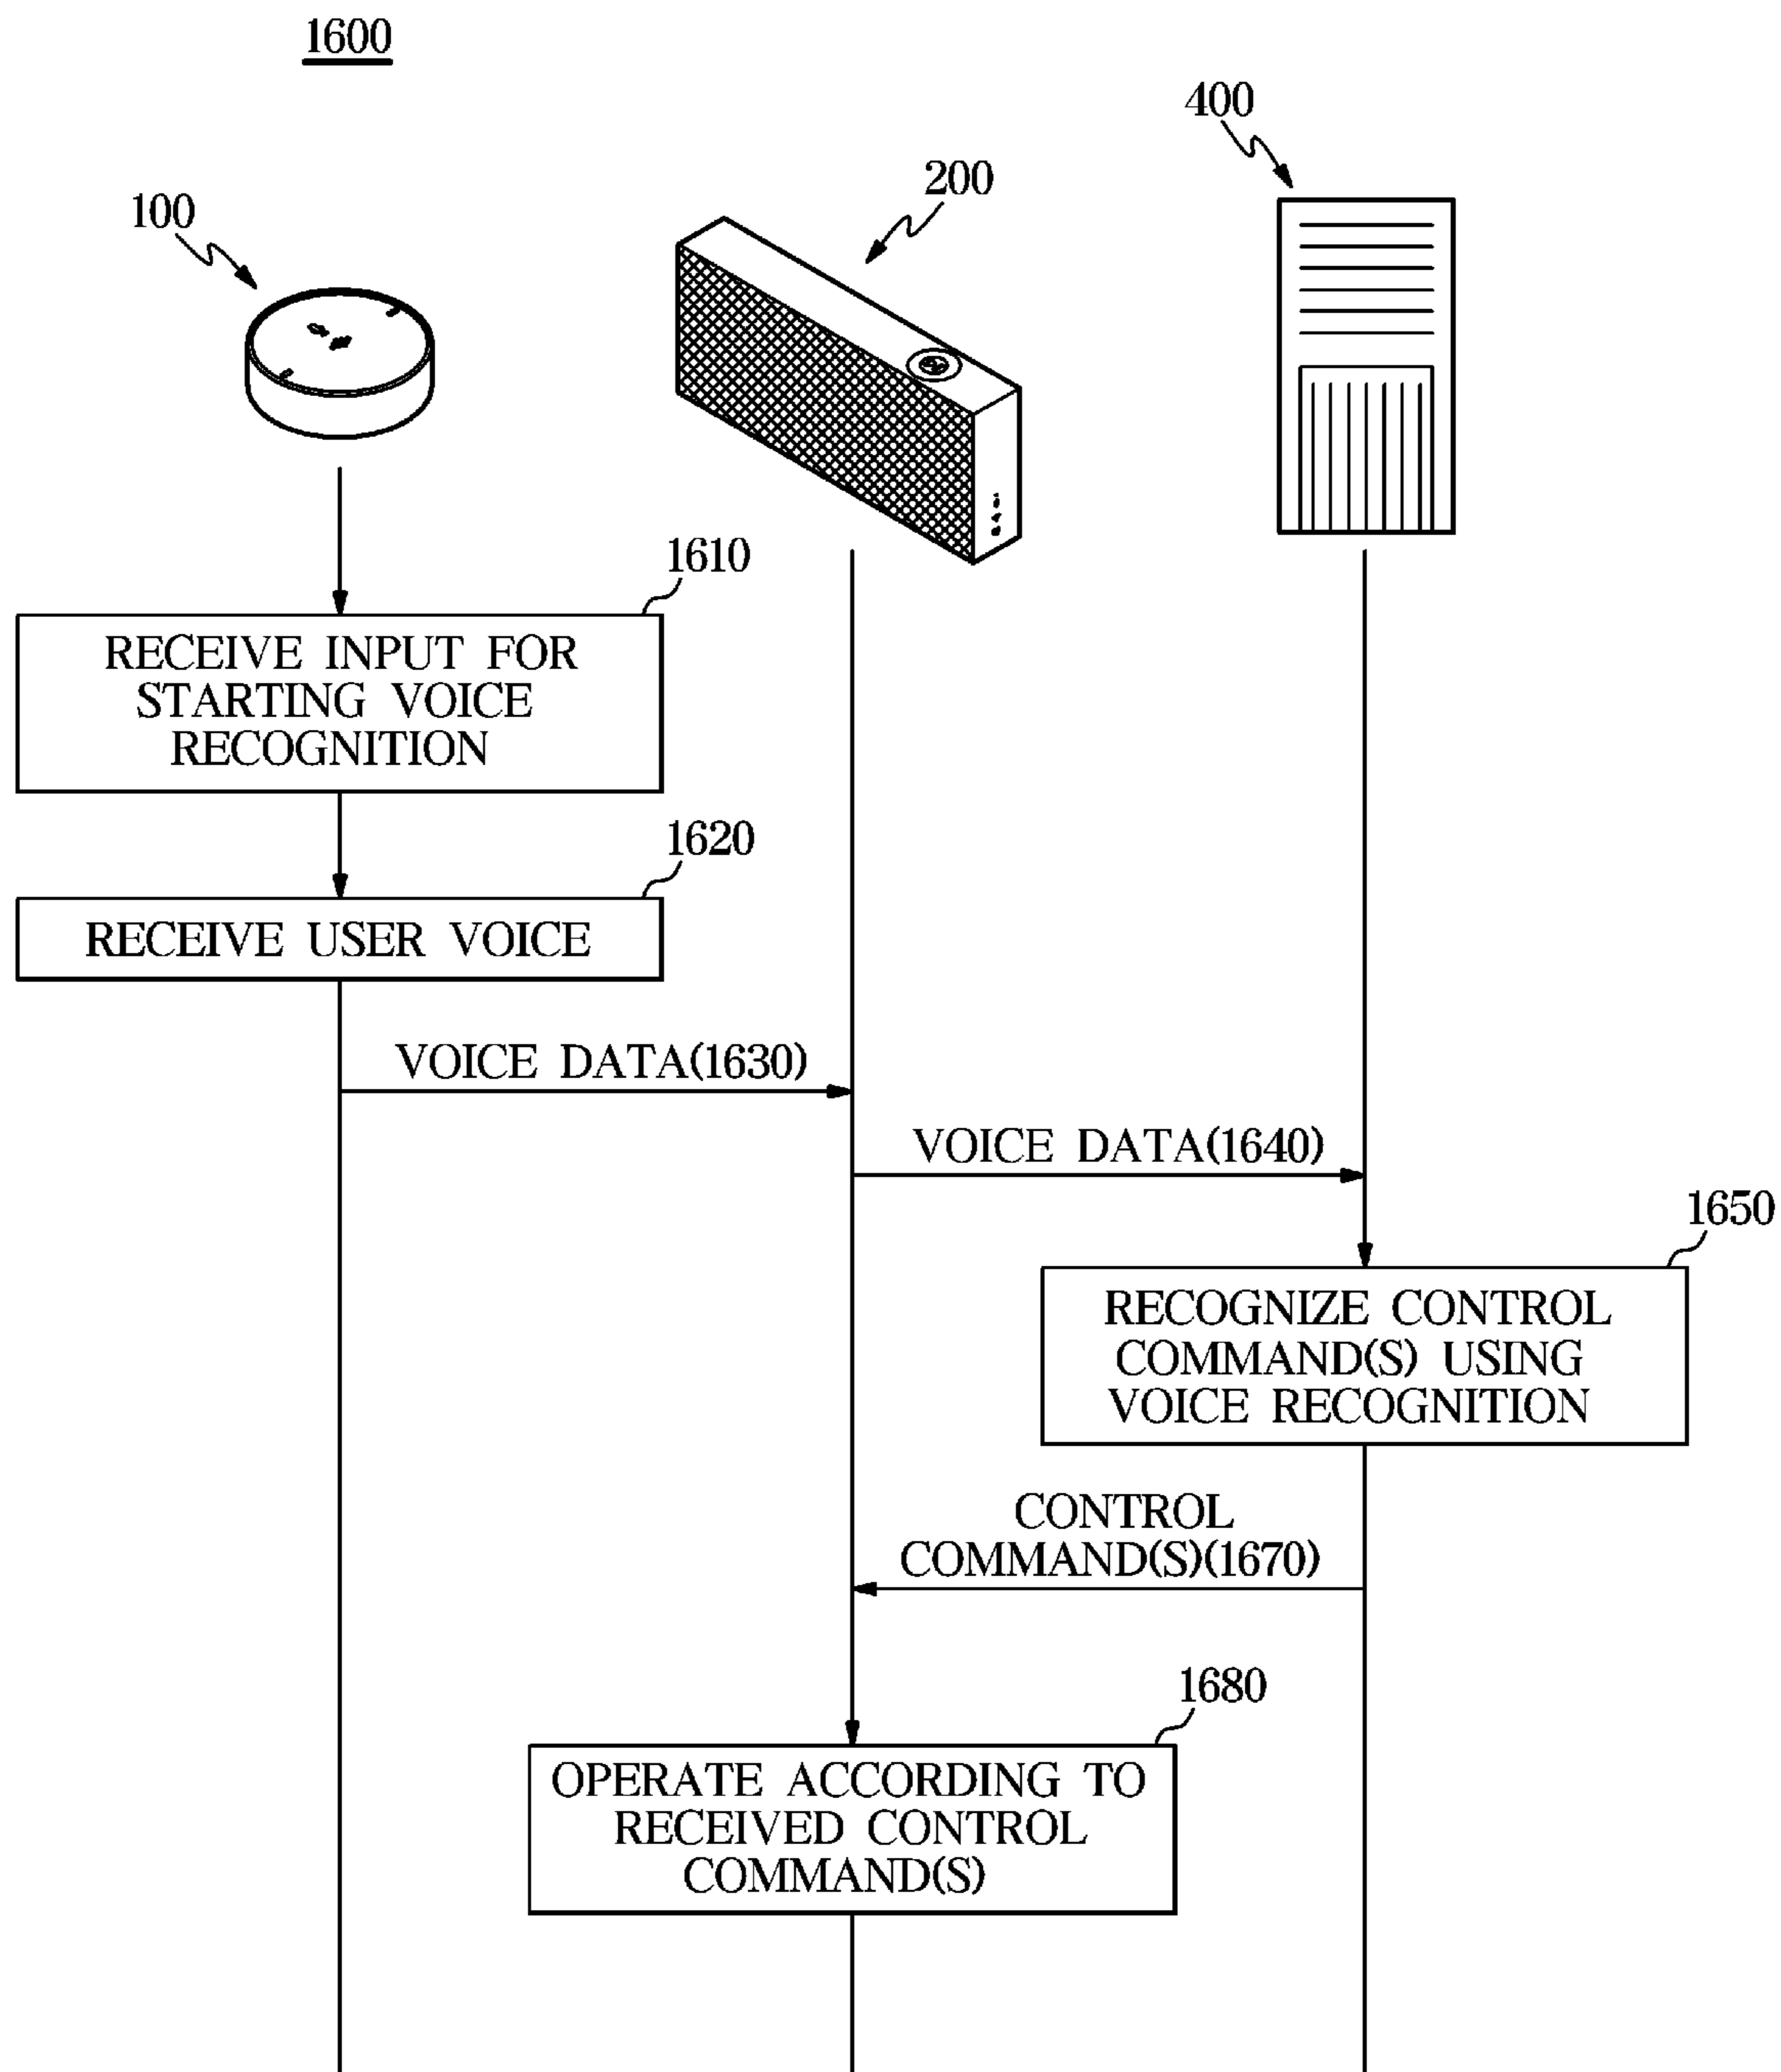 1600
400
200
100
1610
RECEIVE INPUT FOR
STARTING VOICE
RECOGNITION
1620
RECEIVE USER VOICE
VOICE DATA(1630)
VOICE DATA(1640)
1650
RECOGNIZE CONTROL
COMMAND(S) USING
VOICE RECOGNITION
CONTROL
COMMAND(S)(1670)
1680
OPERATE ACCORDING TO
RECEIVED CONTROL
COMMAND(S)